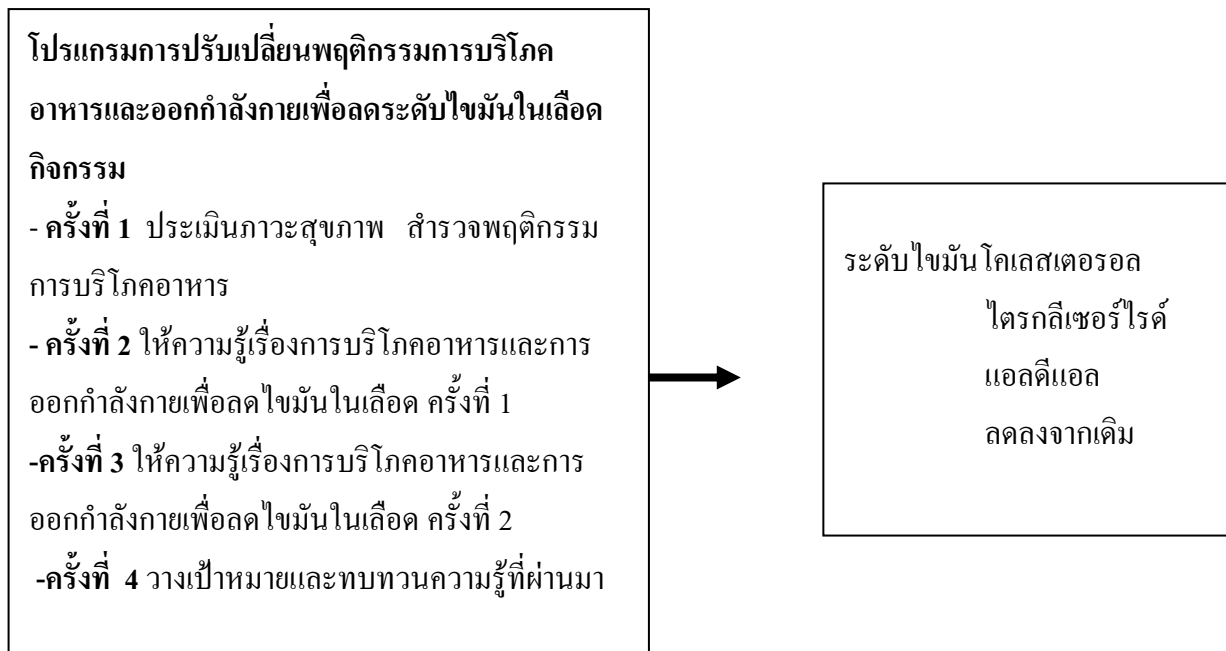 โปรแกรมการปรับเปลี่ยนพฤติกรรมการบริโภค
อาหารและออกกำลังกายเพื่อลดระดับไขมันในเลือด
กิจกรรม
- ครั้งที่ 1 ประเมินภาวะสุขภาพ สำรวจพฤติกรรม
การบริโภคอาหาร
- ครั้งที่ 2 ให้ความรู้เรื่องการบริโภคอาหารและการ
ออกกำลังกายเพื่อลดไขมันในเลือด ครั้งที่ 1
-ครั้งที่ 3 ให้ความรู้เรื่องการบริโภคอาหารและการ
ออกกำลังกายเพื่อลดไขมันในเลือด ครั้งที่ 2
-ครั้งที่ 4 วางเป้าหมายและทบทวนความรู้ที่ผ่านมา
ระดับไขมันโคเลสเตอรอล
ไตรกลีเซอร์ไรด์
แอลดีแอล
ลดลงจากเดิม